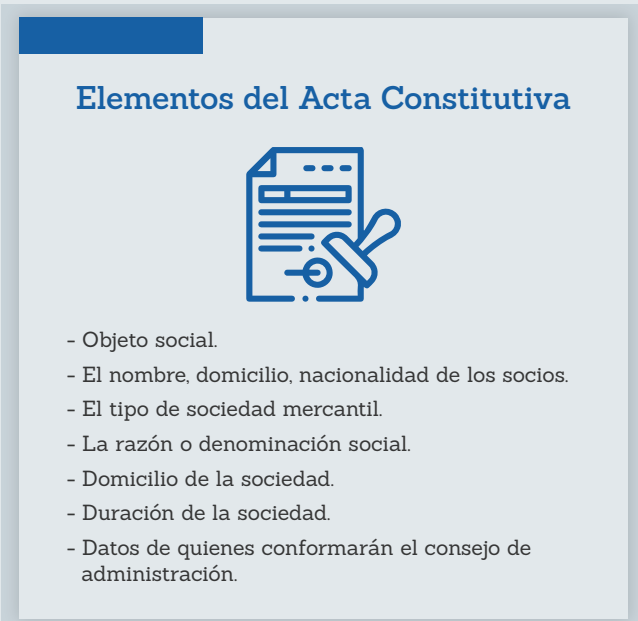 Elementos del Acta Constitutiva
- Objeto social.
- El nombre, domicilio, nacionalidad de los socios.
- El tipo de sociedad mercantil.
- La razón o denominación social.
- Domicilio de la sociedad.
- Duración de la sociedad.
- Datos de quienes conformarán el consejo de
administración.